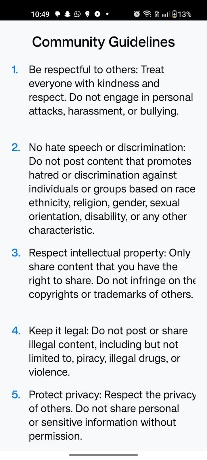 10:49
13%
Community Guidelines
1. Be respectful to others: Treat
everyone with kindness and
respect. Do not engage in personal
attacks, harassment, or bullying.
2. No hate speech or discrimination:
Do not post content that promotes
hatred or discrimination against
individuals or groups based on race
ethnicity, religion, gender, sexual
orientation, disability, or any other
characteristic.
3. Respect intellectual property: Only
share content that you have the
right to share. Do not infringe on the
copyrights or trademarks of others.
4. Keep it legal: Do not post or share
illegal content, including but not
limited to, piracy, illegal drugs, or
violence.
5. Protect privacy: Respect the privacy
of others. Do not share personal
or sensitive information without
permission.